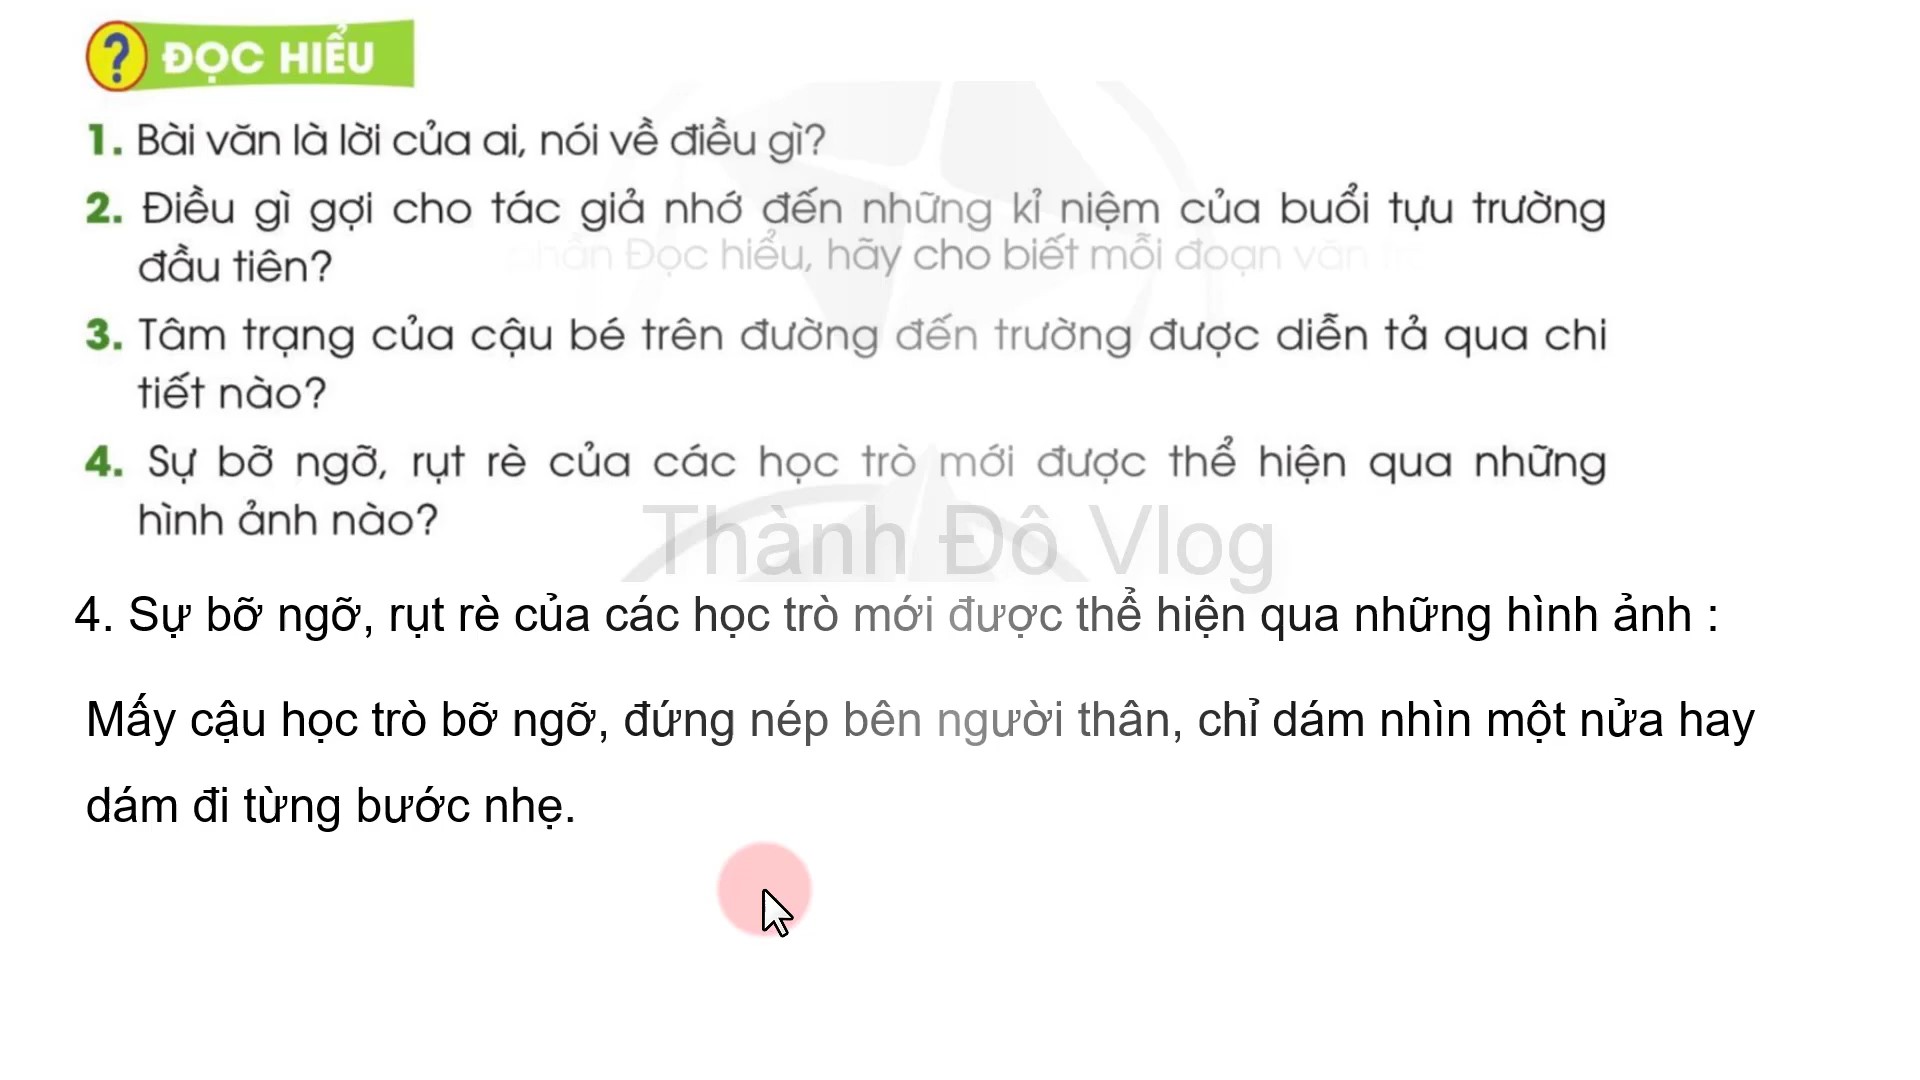 ? ĐỌC HIỂU
1. Bài văn là lời của ai, nói về điều gì?
2. Điều gì gợi cho tác giả nhớ đến những kỉ niệm của buổi tựu trường
phần Đọc hiểu, hãy cho biết mỗi đoạn văn
đầu tiên?
3. Tâm trạng của cậu bé trên đường đến trường được diễn tả qua chi
tiết nào?
4. Sự bỡ ngỡ, rụt rè của các học trò mới được thể hiện qua những
hình ảnh nào?
Thành Đô Vlog
4. Sự bỡ ngỡ, rụt rè của các học trò mới được thể hiện qua những hình ảnh :
Mấy cậu học trò bỡ ngỡ, đứng nép bên người thân, chỉ dám nhìn một nửa hay
dám đi từng bước nhẹ.